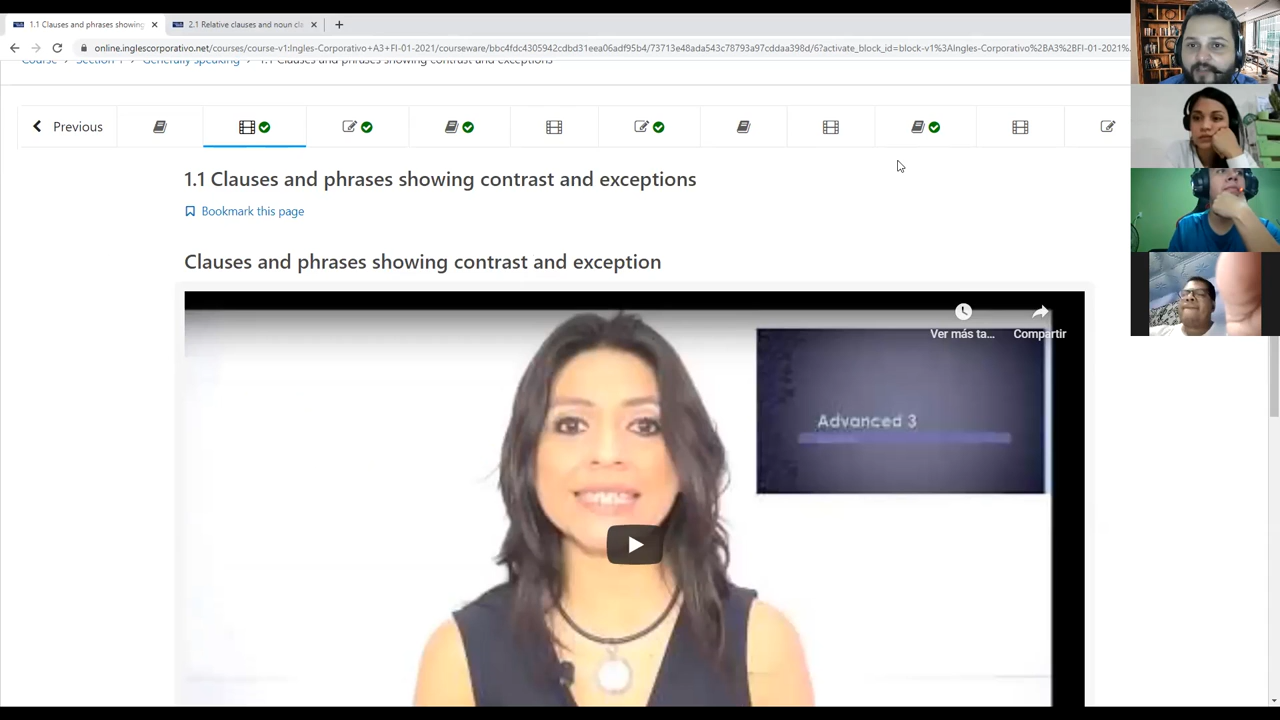 1.1 Clauses and phrases showing
2.1 Relative clauses and noun cla
online.inglescorporativo.net/courses/course-v1:Ingles-Corporativo+A3+FI-01-2021/courseware/bbc4fdc4305942cdbd31eea06adf95b4/73713e48ada543c78793a97cddaa398d/6?activate_block_id=block-v1%3AIngles-Corporativo%2BA3%2BFI-01-2021%
Course Section 1 Generally speaking 1.1 Clauses and phrases showing contrast and exceptions
Previous
1.1 Clauses and phrases showing contrast and exceptions
Bookmark this page
Clauses and phrases showing contrast and exception
Ver más ta... Compartir
Advanced 3